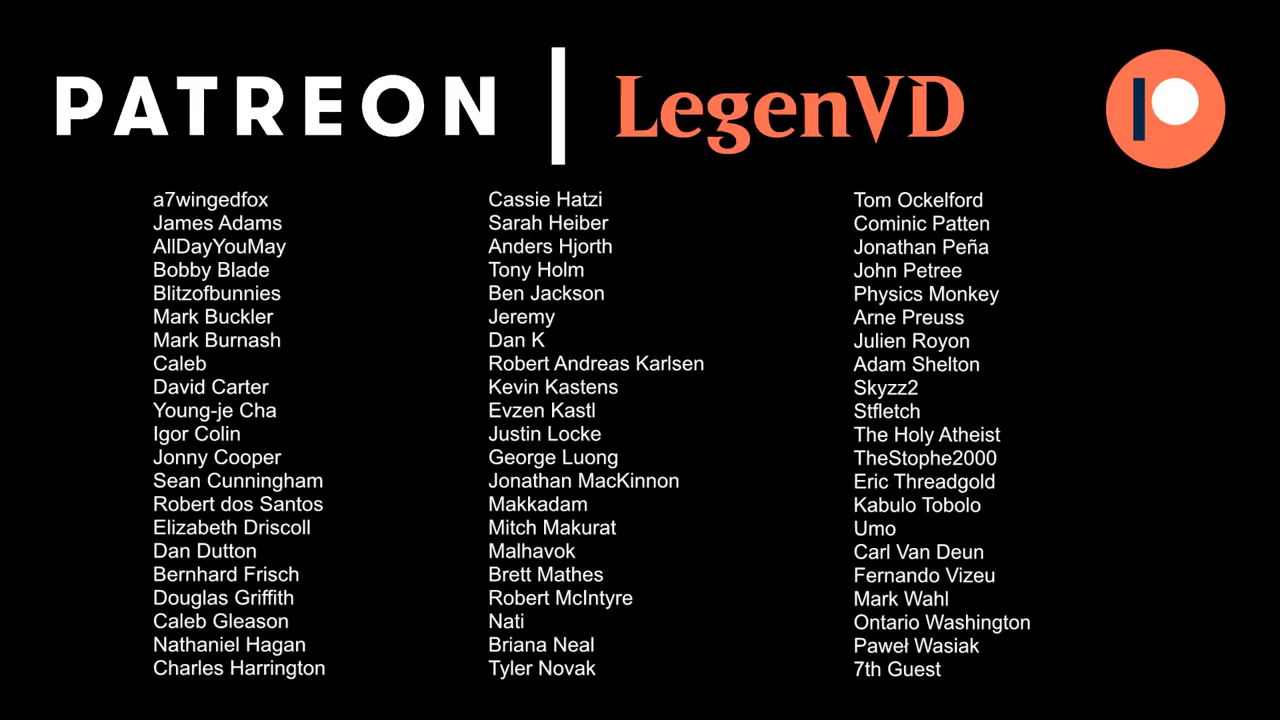 PATREON | LegenVD
a7wingedfox
James Adams
AllDayYouMay
Bobby Blade
Blitzofbunnies
Mark Buckler
Mark Burnash
Caleb
David Carter
Young-je Cha
Igor Colin
Jonny Cooper
Sean Cunningham
Robert dos Santos
Elizabeth Driscoll
Dan Dutton
Bernhard Frisch
Douglas Griffith
Caleb Gleason
Nathaniel Hagan
Charles Harrington
Cassie Hatzi
Sarah Heiber
Anders Hjorth
Tony Holm
Ben Jackson
Jeremy
Dan K
Robert Andreas Karlsen
Kevin Kastens
Evzen Kastl
Justin Locke
George Luong
Jonathan MacKinnon
Makkadam
Mitch Makurat
Malhavok
Brett Mathes
Robert McIntyre
Nati
Briana Neal
Tyler Novak
Tom Ockelford
Cominic Patten
Jonathan Peña
John Petree
Physics Monkey
Arne Preuss
Julien Royon
Adam Shelton
Skyzz2
Stfletch
The Holy Atheist
TheStophe2000
Eric Threadgold
Kabulo Tobolo
Umo
Carl Van Deun
Fernando Vizeu
Mark Wahl
Ontario Washington
Paweł Wasiak
7th Guest